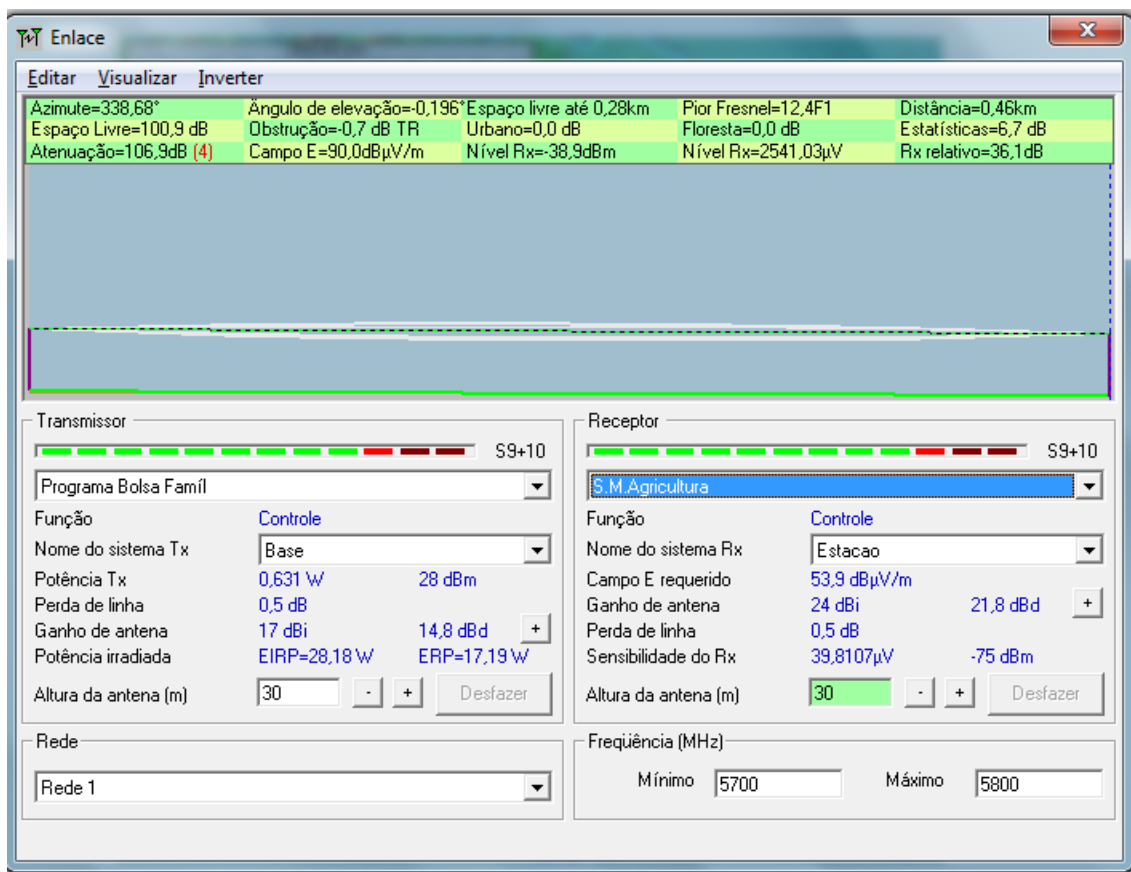 Enlace
Editar Visualizar Inverter
Azimute=338,68° Ângulo de elevação=-0,196° Espaço livre até 0,28km Pior Fresnel=12,4F1 Distância=0,46km
Espaço Livre=100,9 dB Obstrução=-0,7 dB TR Urbano=0,0 dB Floresta=0,0 dB Estatísticas=6,7 dB
Atenuação=106,9dB (4) Campo E=90,0dBµV/m Nível Rx=-38,9dBm Nível Rx=2541,03µV Rx relativo=36,1dB
Transmissor
S9+10
Programa Bolsa Famíl
Função Controle
Nome do sistema Tx Base
Potência Tx 0,631 W 28 dBm
Perda de linha 0,5 dB
Ganho de antena 17 dBi 14,8 dBd +
Potência irradiada EIRP=28,18 W ERP=17,19 W
Altura da antena (m) 30 - + Desfazer
Receptor
S9+10
S.M.Agricultura
Função Controle
Nome do sistema Rx Estacao
Campo E requerido 53,9 dBµV/m
Ganho de antena 24 dBi 21,8 dBd +
Perda de linha 0,5 dB
Sensibilidade do Rx 39,8107µV -75 dBm
Altura da antena (m) 30 - + Desfazer
Rede
Rede 1
Freqüência (MHz)
Mínimo 5700 Máximo 5800